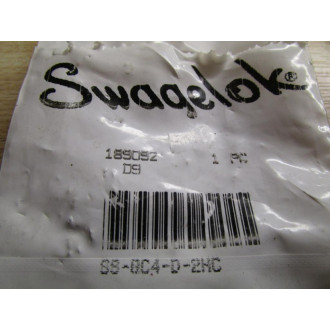 Swagelok®
189092 1 PC
D9
SS-QC4-D-2HC